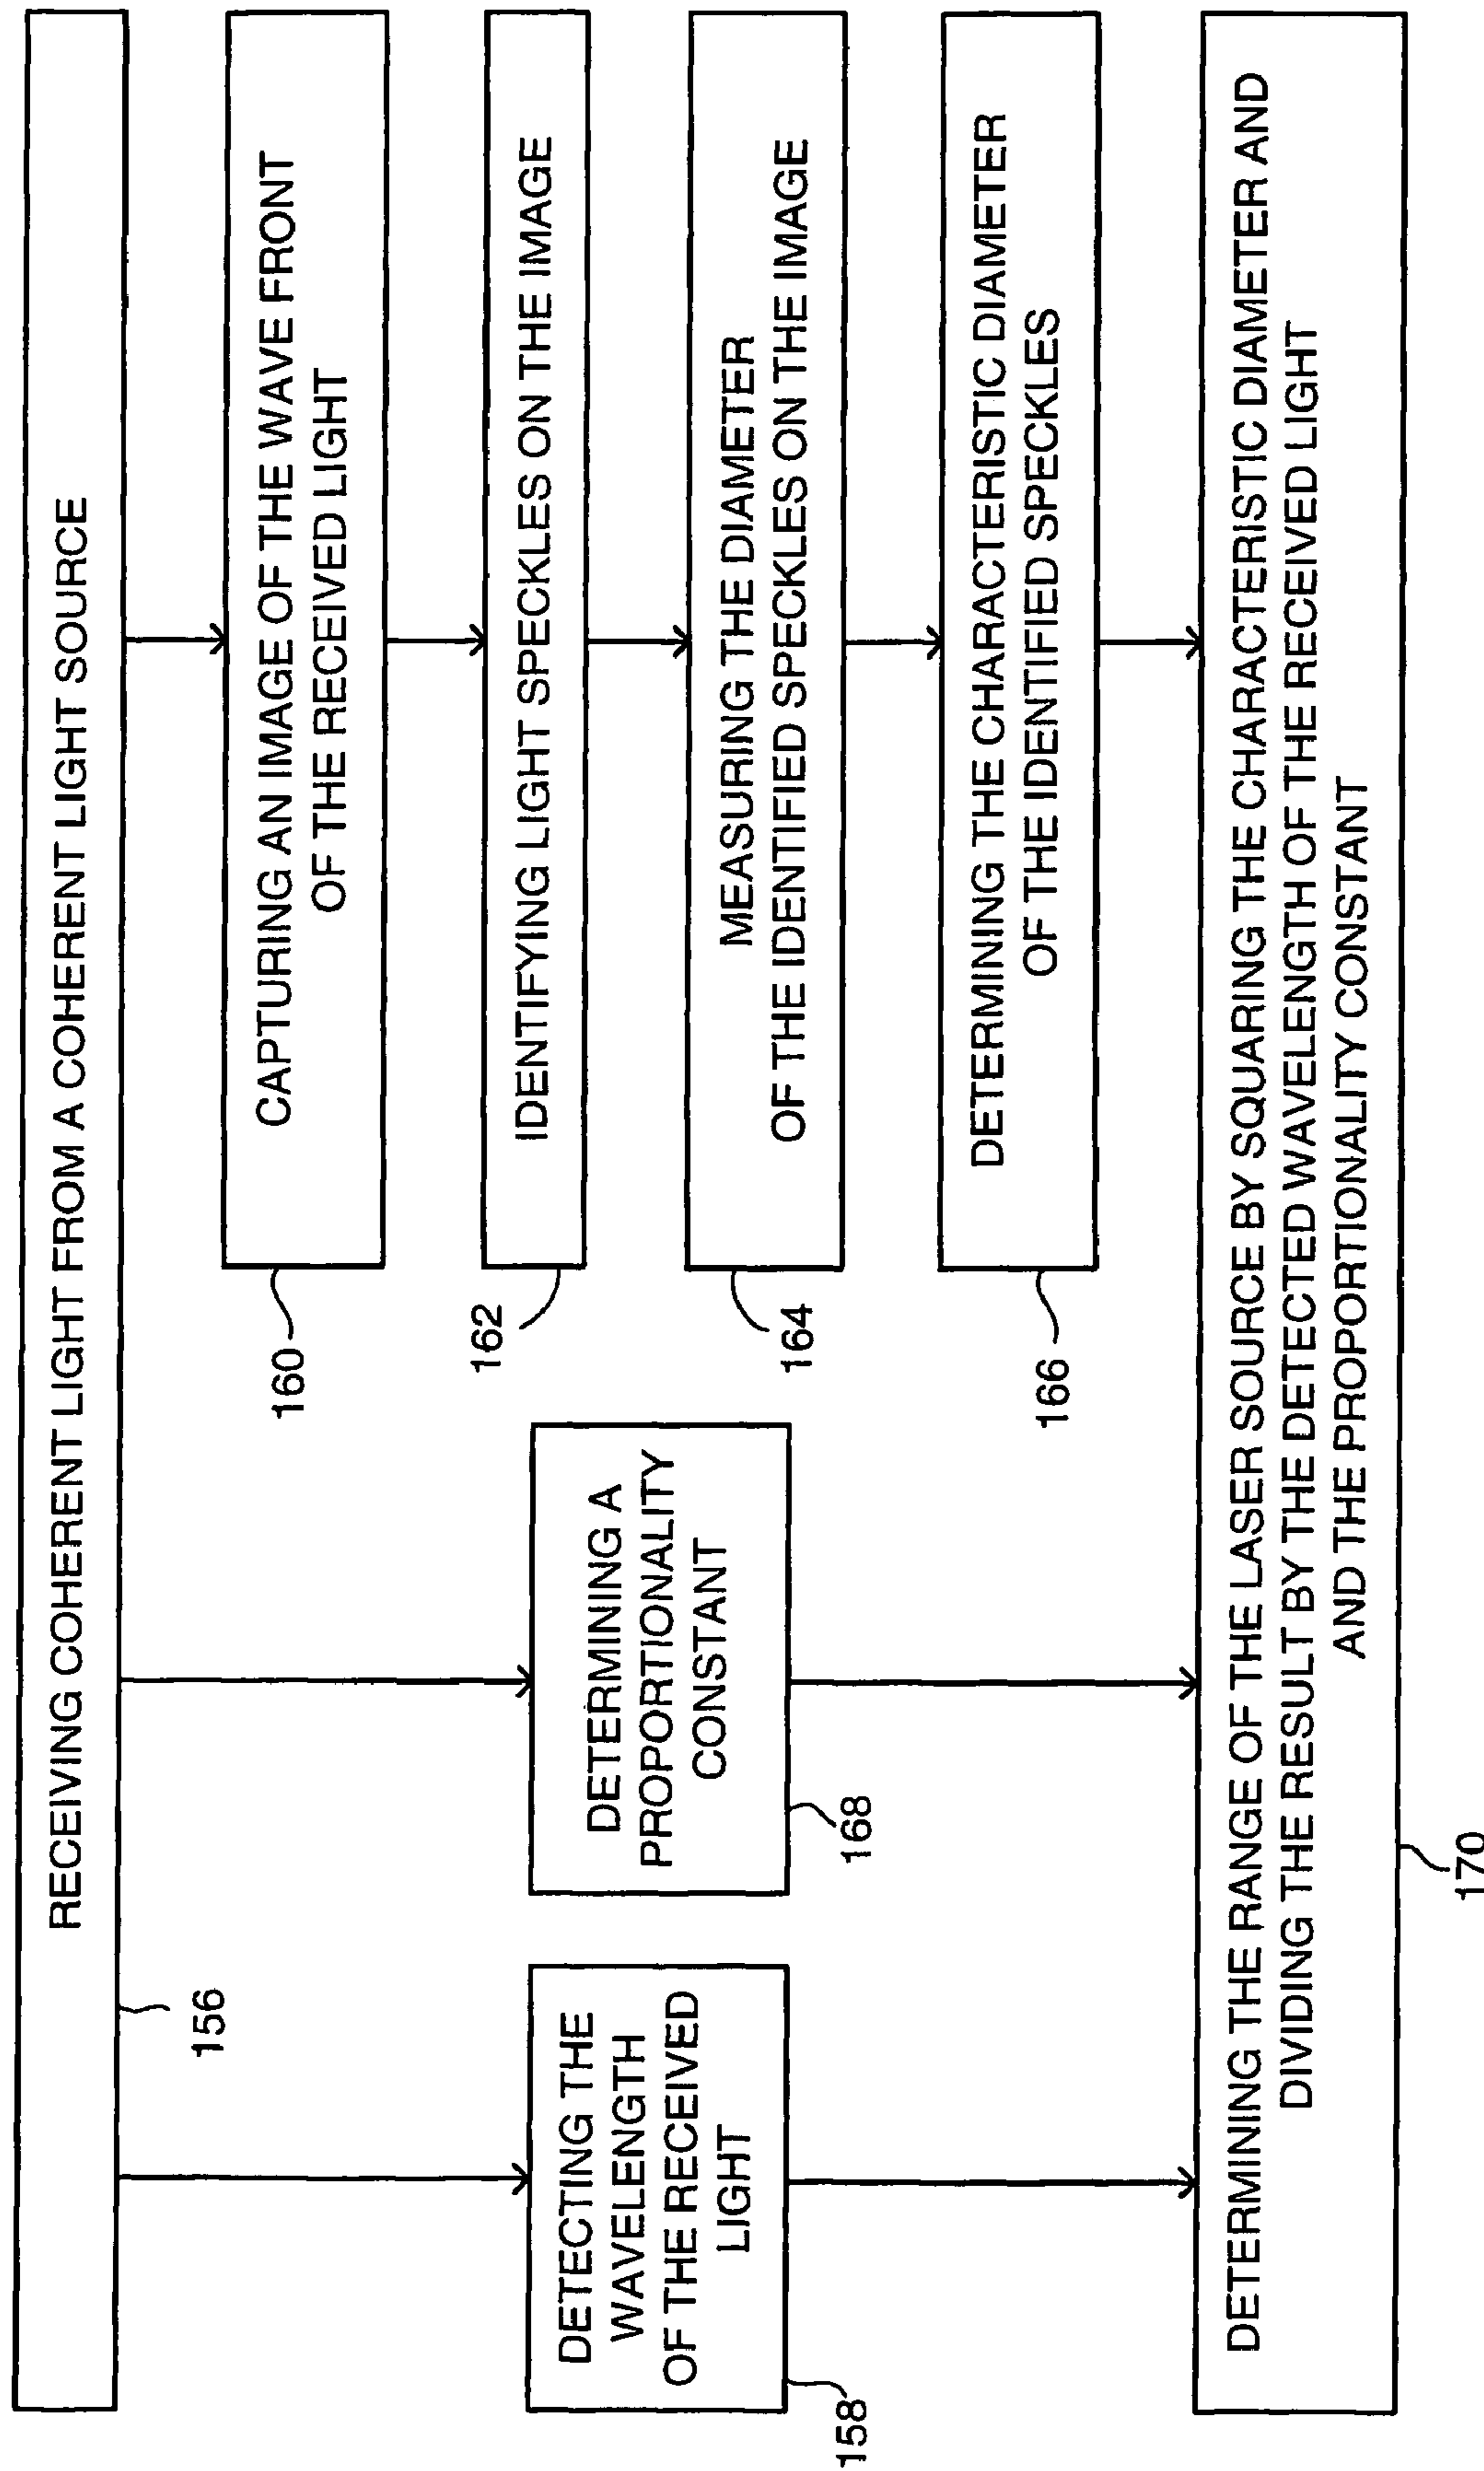 RECEIVING COHERENT LIGHT FROM A COHERENT LIGHT SOURCE
156
DETECTING THE
WAVELENGTH
OF THE RECEIVED
LIGHT
158
DETERMINING A
PROPORTIONALITY
CONSTANT
168
CAPTURING AN IMAGE OF THE WAVE FRONT
OF THE RECEIVED LIGHT
160
IDENTIFYING LIGHT SPECKLES ON THE IMAGE
162
MEASURING THE DIAMETER
OF THE IDENTIFIED SPECKLES ON THE IMAGE
164
DETERMINING THE CHARACTERISTIC DIAMETER
OF THE IDENTIFIED SPECKLES
166
DETERMINING THE RANGE OF THE LASER SOURCE BY SQUARING THE CHARACTERISTIC DIAMETER AND
DIVIDING THE RESULT BY THE DETECTED WAVELENGTH OF THE RECEIVED LIGHT
AND THE PROPORTIONALITY CONSTANT
170